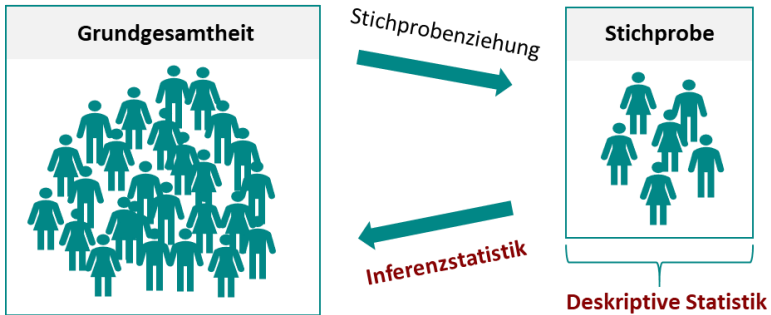 Grundgesamtheit
Stichprobenziehung
Stichprobe
Inferenzstatistik
Deskriptive Statistik